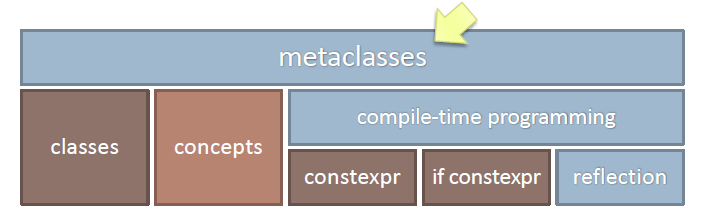 metaclasses
compile-time programming
classes
concepts
constexpr
if constexpr
reflection